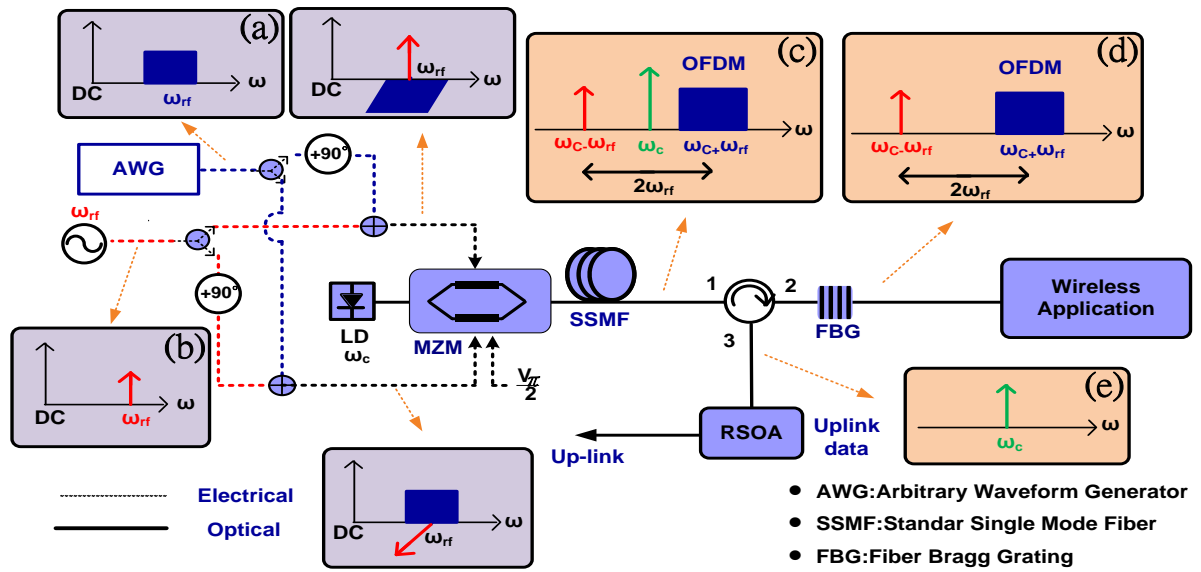 (a)
DC
ω
ωrf
DC
ωrf
ω
(c)
OFDM
ω
ωC-ωrf
ωc
ωC+ωrf
2ωrf
(d)
OFDM
ω
ωC-ωrf
ωC+ωrf
2ωrf
AWG
+90°
ωrf
+90°
(b)
DC
ω
ωrf
LD
ωc
MZM
Vπ
2
SSMF
1
2
3
FBG
Wireless
Application
RSOA
Uplink
data
Up-link
(e)
ω
ωc
DC
ω
ωrf
Electrical
Optical
• AWG:Arbitrary Waveform Generator
• SSMF:Standar Single Mode Fiber
• FBG:Fiber Bragg Grating